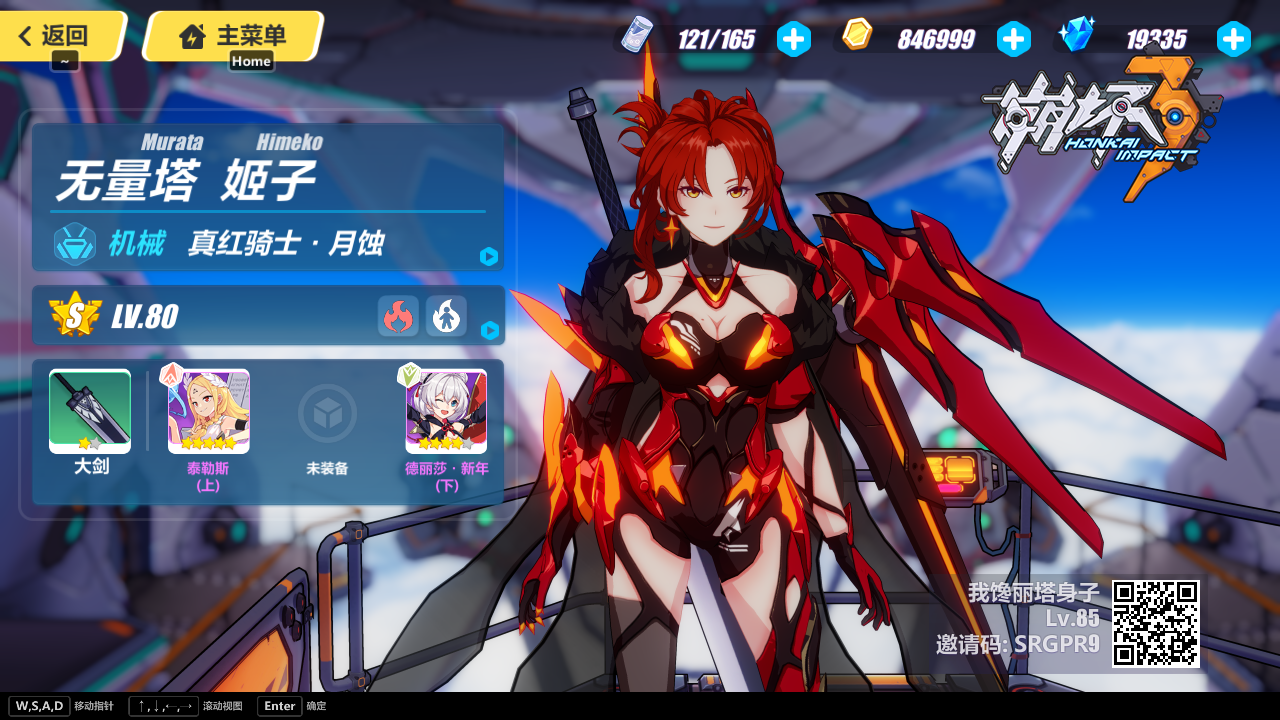 返回
~
主菜单
Home
121/165
846999
19335
崩坏3
HONKAI
IMPACT
Murata Himeko
无量塔 姬子
机械 真红骑士·月蚀
S LV.80
大剑
泰勒斯
(上)
未装备
德丽莎·新年
(下)
我馋丽塔身子
Lv.85
邀请码: SRGPR9
W,S,A,D 移动指针 ↑,↓,←,→ 滚动视图 Enter 确定